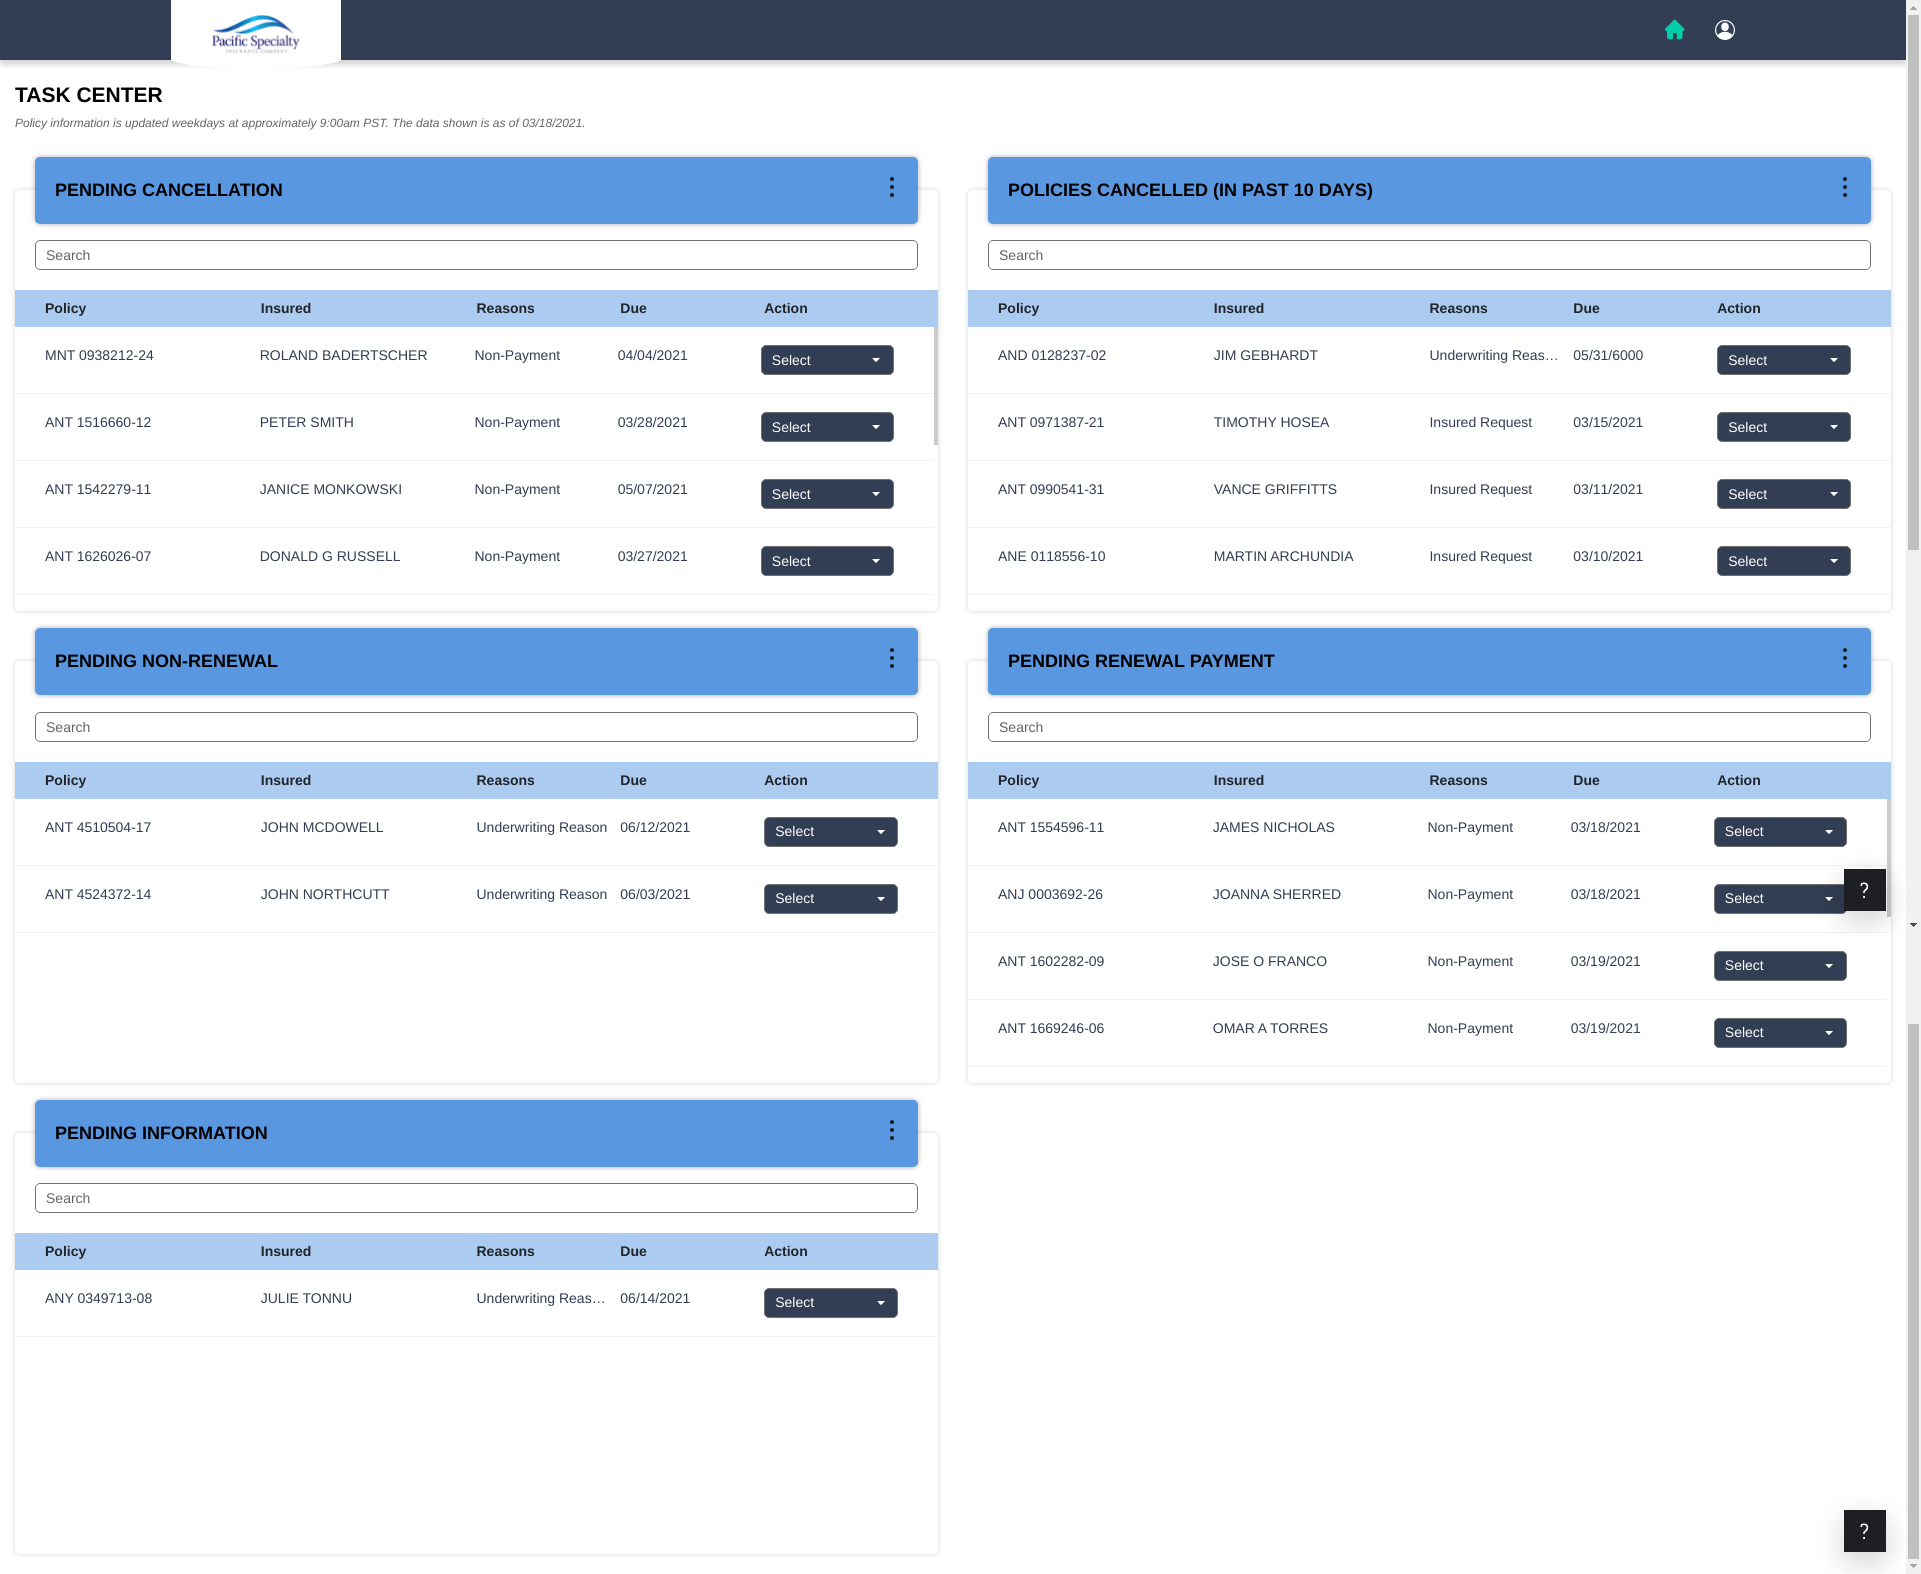 Pacific Specialty
INSURANCE COMPANY
TASK CENTER
Policy information is updated weekdays at approximately 9:00am PST. The data shown is as of 03/18/2021.
PENDING CANCELLATION
Search
Policy Insured Reasons Due Action
MNT 0938212-24 ROLAND BADERTSCHER Non-Payment 04/04/2021 Select
ANT 1516660-12 PETER SMITH Non-Payment 03/28/2021 Select
ANT 1542279-11 JANICE MONKOWSKI Non-Payment 05/07/2021 Select
ANT 1626026-07 DONALD G RUSSELL Non-Payment 03/27/2021 Select
POLICIES CANCELLED (IN PAST 10 DAYS)
Search
Policy Insured Reasons Due Action
AND 0128237-02 JIM GEBHARDT Underwriting Reas… 05/31/6000 Select
ANT 0971387-21 TIMOTHY HOSEA Insured Request 03/15/2021 Select
ANT 0990541-31 VANCE GRIFFITTS Insured Request 03/11/2021 Select
ANE 0118556-10 MARTIN ARCHUNDIA Insured Request 03/10/2021 Select
PENDING NON-RENEWAL
Search
Policy Insured Reasons Due Action
ANT 4510504-17 JOHN MCDOWELL Underwriting Reason 06/12/2021 Select
ANT 4524372-14 JOHN NORTHCUTT Underwriting Reason 06/03/2021 Select
PENDING RENEWAL PAYMENT
Search
Policy Insured Reasons Due Action
ANT 1554596-11 JAMES NICHOLAS Non-Payment 03/18/2021 Select
ANJ 0003692-26 JOANNA SHERRED Non-Payment 03/18/2021 Select ?
ANT 1602282-09 JOSE O FRANCO Non-Payment 03/19/2021 Select
ANT 1669246-06 OMAR A TORRES Non-Payment 03/19/2021 Select
PENDING INFORMATION
Search
Policy Insured Reasons Due Action
ANY 0349713-08 JULIE TONNU Underwriting Reas… 06/14/2021 Select
?